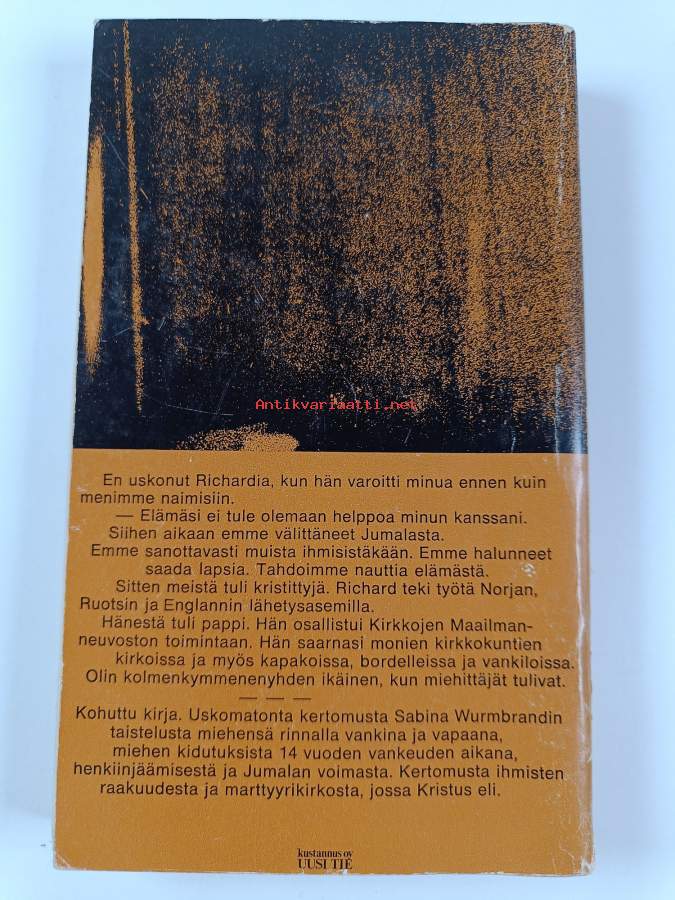 Antikvariaatti.net
En uskonut Richardia, kun hän varoitti minua ennen kuin
menimme naimisiin.
— Elämäsi ei tule olemaan helppoa minun kanssani.
Siihen aikaan emme välittäneet Jumalasta.
Emme sanottavasti muista ihmisistäkään. Emme halunneet
saada lapsia. Tahdoimme nauttia elämästä.
Sitten meistä tuli kristittyjä. Richard teki työtä Norjan,
Ruotsin ja Englannin lähetysasemilla.
Hänestä tuli pappi. Hän osallistui Kirkkojen Maailman-
neuvoston toimintaan. Hän saarnasi monien kirkkokuntien
kirkoissa ja myös kapakoissa, bordelleissa ja vankiloissa.
Olin kolmenkymmenenyhden ikäinen, kun miehittäjät tulivat.
— — —
Kohuttu kirja. Uskomatonta kertomusta Sabina Wurmbrandin
taistelusta miehensä rinnalla vankina ja vapaana,
miehen kidutuksista 14 vuoden vankeuden aikana,
henkiinjäämisestä ja Jumalan voimasta. Kertomusta ihmisten
raakuudesta ja marttyyrikirkosta, jossa Kristus eli.
kustannus oy
UUSI TIE